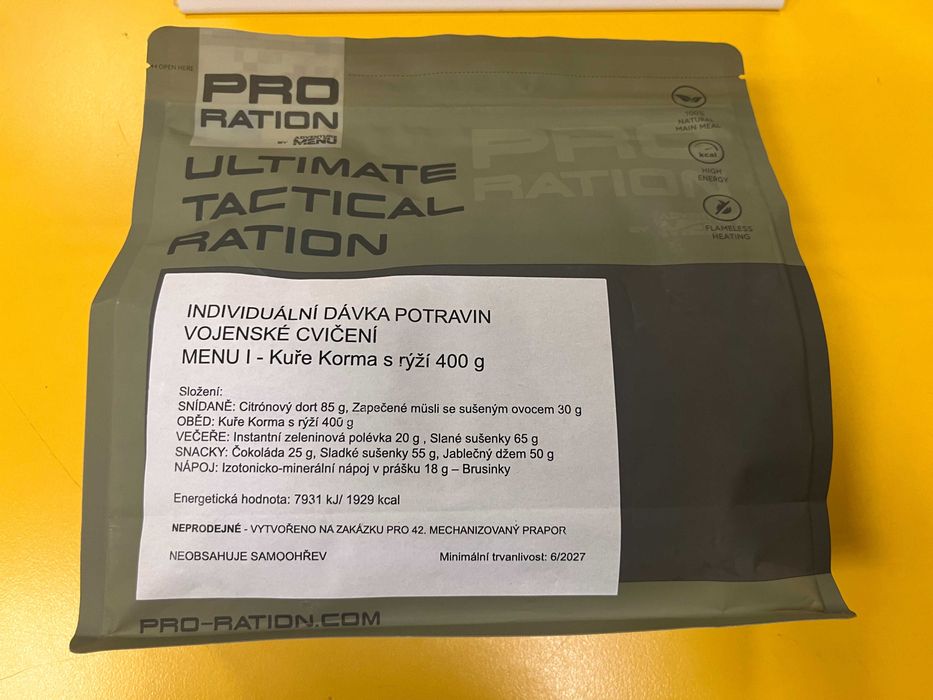 OPEN HERE
PRO
RATION
BY ADVENTURE
MENU
ULTIMATE
TACTICAL
RATION
PRO
RATION
100%
NATURAL
MAIN MEAL
kcal
HIGH
ENERGY
FLAMELESS
HEATING
INDIVIDUÁLNÍ DÁVKA POTRAVIN
VOJENSKÉ CVIČENÍ
MENU I - Kuře Korma s rýží 400 g
Složení:
SNÍDANĚ: Citrónový dort 85 g, Zapečené müsli se sušeným ovocem 30 g
OBĚD: Kuře Korma s rýží 400 g
VEČEŘE: Instantní zeleninová polévka 20 g , Slané sušenky 65 g
SNACKY: Čokoláda 25 g, Sladké sušenky 55 g, Jablečný džem 50 g
NÁPOJ: Izotonicko-minerální nápoj v prášku 18 g – Brusinky
Energetická hodnota: 7931 kJ/ 1929 kcal
NEPRODEJNÉ - VYTVOŘENO NA ZAKÁZKU PRO 42. MECHANIZOVANÝ PRAPOR
NEOBSAHUJE SAMOOHŘEV Minimální trvanlivost: 6/2027
PRO-RATION.COM